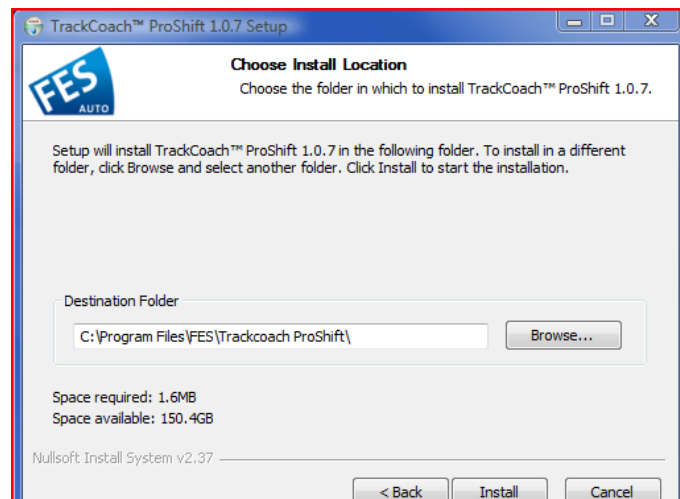 TrackCoach™ ProShift 1.0.7 Setup
FES
AUTO
Choose Install Location
Choose the folder in which to install TrackCoach™ ProShift 1.0.7.
Setup will install TrackCoach™ ProShift 1.0.7 in the following folder. To install in a different
folder, click Browse and select another folder. Click Install to start the installation.
Destination Folder
C:\Program Files\FES\Trackcoach ProShift\
Browse...
Space required: 1.6MB
Space available: 150.4GB
Nullsoft Install System v2.37
< Back Install Cancel